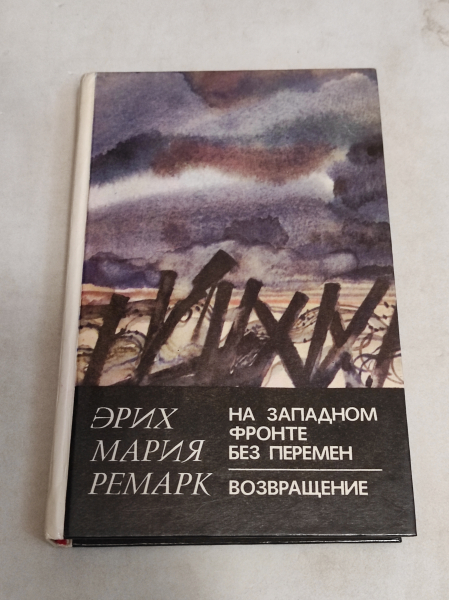 ЭРИХ
МАРИЯ
РЕМАРК
НА ЗАПАДНОМ
ФРОНТЕ
БЕЗ ПЕРЕМЕН
ВОЗВРАЩЕНИЕ